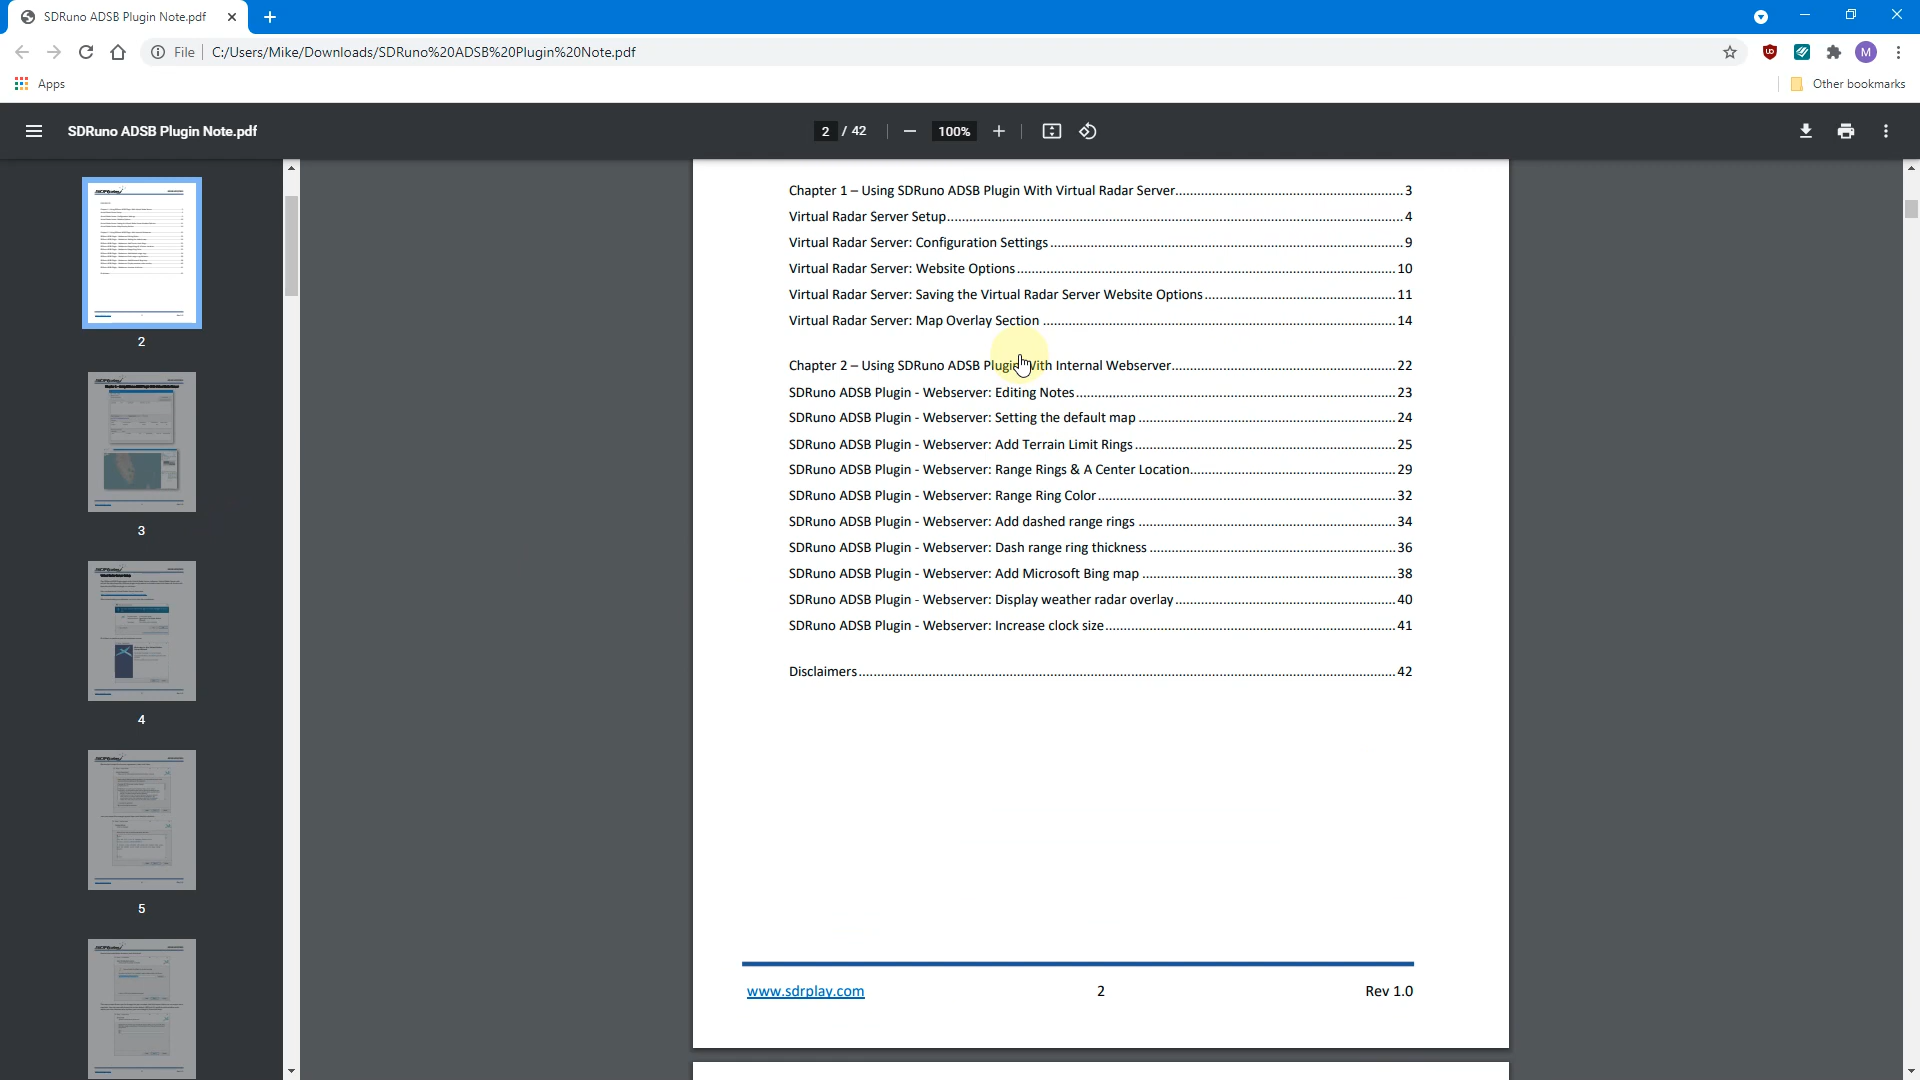 SDRuno ADSB Plugin Note.pdf
File
C:/Users/Mike/Downloads/SDRuno%20ADSB%20Plugin%20Note.pdf
M
Apps
Other bookmarks
SDRuno ADSB Plugin Note.pdf
2 / 42
100%
Chapter 1 – Using SDRuno ADSB Plugin With Virtual Radar Server 3
Virtual Radar Server Setup 4
Virtual Radar Server: Configuration Settings 9
Virtual Radar Server: Website Options 10
Virtual Radar Server: Saving the Virtual Radar Server Website Options 11
Virtual Radar Server: Map Overlay Section 14
Chapter 2 – Using SDRuno ADSB Plugin With Internal Webserver 22
SDRuno ADSB Plugin - Webserver: Editing Notes 23
SDRuno ADSB Plugin - Webserver: Setting the default map 24
SDRuno ADSB Plugin - Webserver: Add Terrain Limit Rings 25
SDRuno ADSB Plugin - Webserver: Range Rings & A Center Location 29
SDRuno ADSB Plugin - Webserver: Range Ring Color 32
SDRuno ADSB Plugin - Webserver: Add dashed range rings 34
SDRuno ADSB Plugin - Webserver: Dash range ring thickness 36
SDRuno ADSB Plugin - Webserver: Add Microsoft Bing map 38
SDRuno ADSB Plugin - Webserver: Display weather radar overlay 40
SDRuno ADSB Plugin - Webserver: Increase clock size 41
Disclaimers 42
www.sdrplay.com 2 Rev 1.0
2
3
4
5